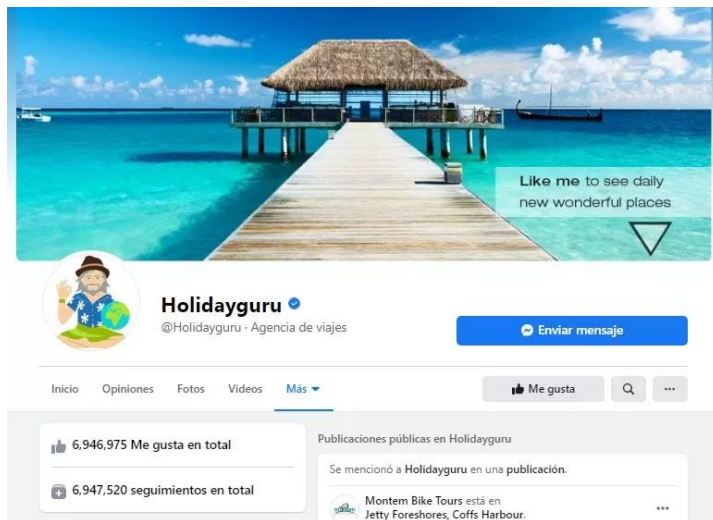 Like me to see daily
new wonderful places
Holidayguru
@Holidayguru · Agencia de viajes
Enviar mensaje
Inicio Opiniones Fotos Videos Más Me gusta
6,946,975 Me gusta en total
6,947,520 seguimientos en total
Publicaciones públicas en Holidayguru
Se mencionó a Holidayguru en una publicación.
Montem Bike Tours está en
Jetty Foreshores, Coffs Harbour.